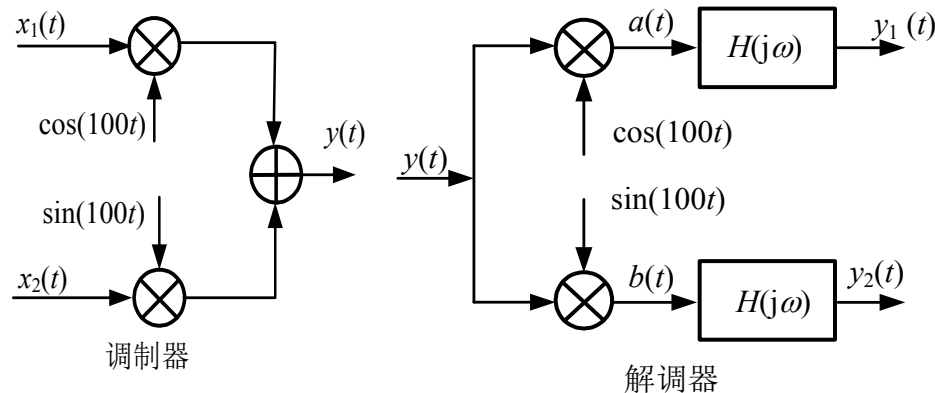 x₁(t)
cos(100t)
y(t)
sin(100t)
x₂(t)
调制器
a(t)
H(jω)
y₁ (t)
cos(100t)
y(t)
sin(100t)
b(t)
H(jω)
y₂(t)
解调器